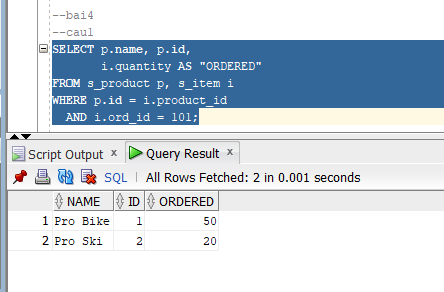 --bai4
--cau1
SELECT p.name, p.id,
i.quantity AS "ORDERED"
FROM s_product p, s_item i
WHERE p.id = i.product_id
AND i.ord_id = 101;
Script Output x Query Result x
SQL | All Rows Fetched: 2 in 0.001 seconds
NAME ID ORDERED
1 Pro Bike 1 50
2 Pro Ski 2 20